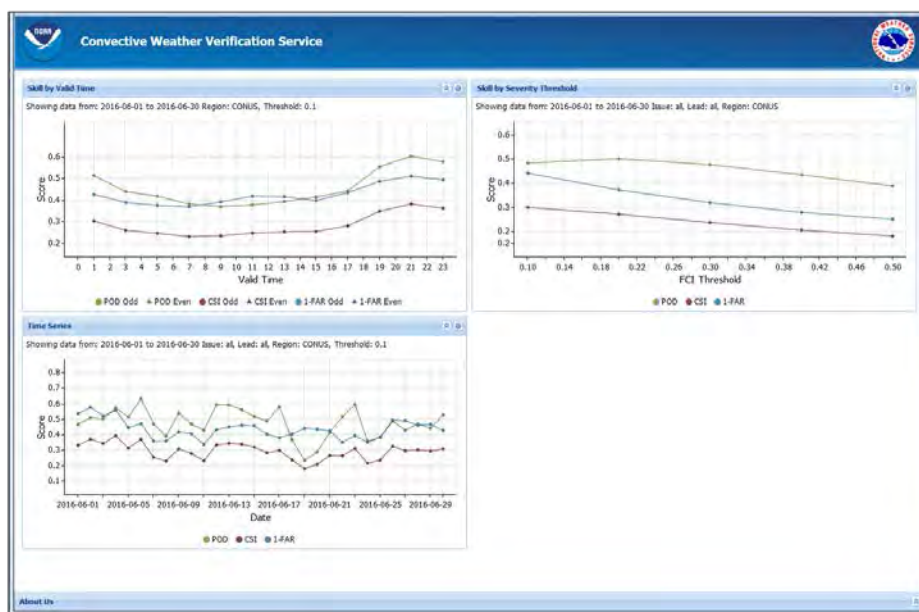 NOAA
Convective Weather Verification Service
Skill by Valid Time
Showing data from: 2016-06-01 to 2016-06-30 Region: CONUS, Threshold: 0.1
0.6
0.5
0.4
0.3
0.2
Score
0 1 3 4 5 7 8 9 11 12 13 15 16 17 19 20 21 23
Valid Time
POD Odd POD Even CSI Odd CSI Even 1-FAR Odd 1-FAR Even
Skill by Severity Threshold
Showing data from: 2016-06-01 to 2016-06-30 Issue: all, Lead: all, Region: CONUS
0.6
0.5
0.4
0.3
0.2
0.2
Score
0.10 0.14 0.18 0.22 0.26 0.30 0.34 0.38 0.42 0.46 0.50
FCI Threshold
POD CSI 1-FAR
Time Series
Showing data from: 2016-06-01 to 2016-06-30 Issue: all, Lead: all, Region: CONUS, Threshold: 0.1
0.8
0.7
0.6
0.5
0.4
0.3
0.2
0.1
Score
2016-06-01 2016-06-05 2016-06-09 2016-06-13 2016-06-17 2016-06-21 2016-06-25 2016-06-29
Date
POD CSI 1-FAR
About Us